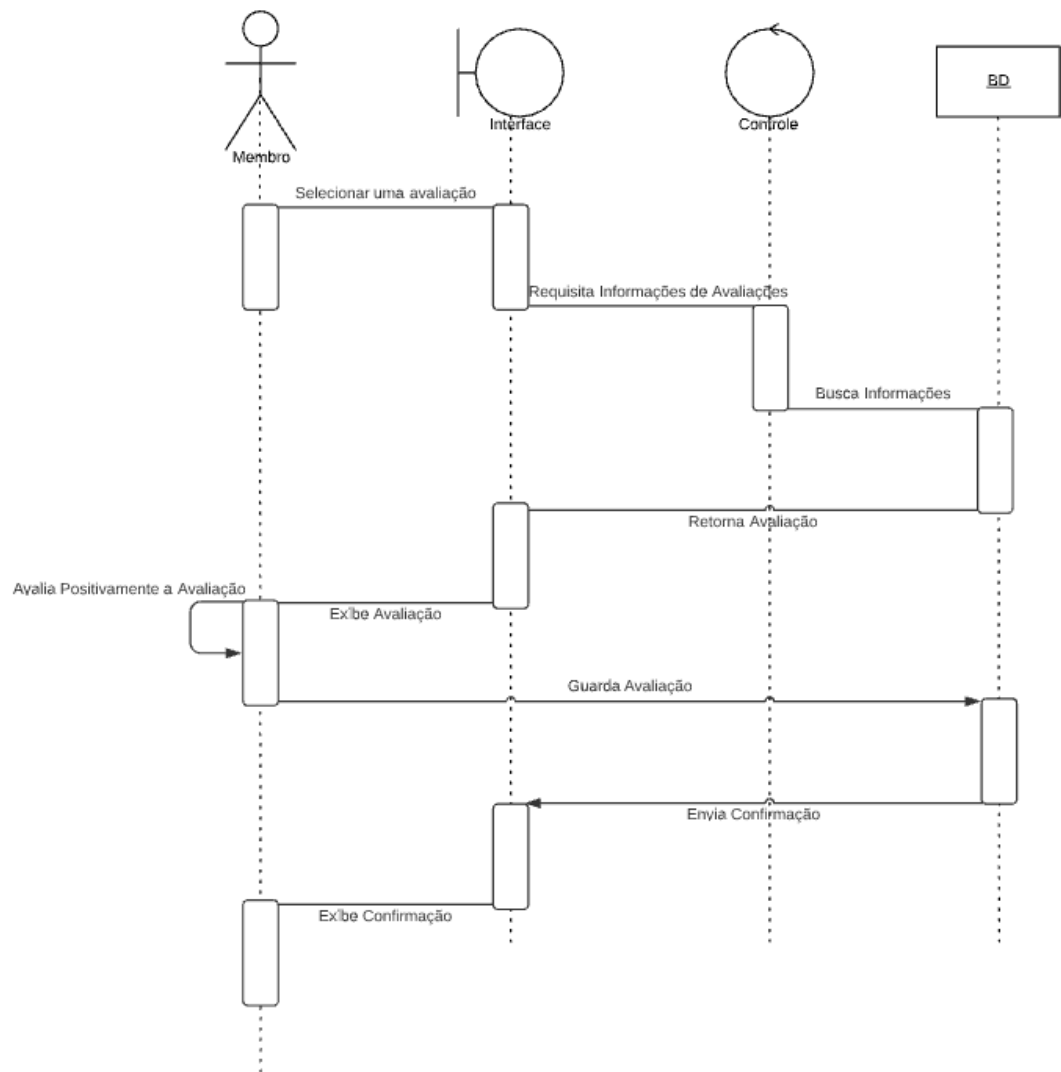 BD
Interface
Controle
Membro
Selecionar uma avaliação
Requisita Informações de Avaliações
Busca Informações
Retorna Avaliação
Avalia Positivamente a Avaliação
Exibe Avaliação
Guarda Avaliação
Envia Confirmação
Exibe Confirmação